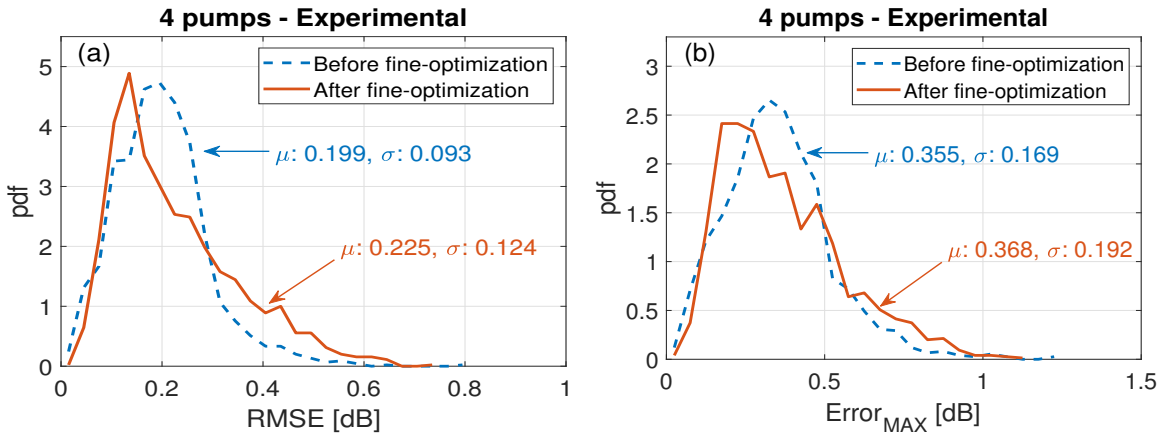 4 pumps - Experimental
(a)
Before fine-optimization
After fine-optimization
μ: 0.199, σ: 0.093
μ: 0.225, σ: 0.124
pdf
5
4
3
2
1
0
0 0.2 0.4 0.6 0.8 1
RMSE [dB]
4 pumps - Experimental
(b)
Before fine-optimization
After fine-optimization
μ: 0.355, σ: 0.169
μ: 0.368, σ: 0.192
pdf
3
2.5
2
1.5
1
0.5
0
0 0.5 1 1.5
Error_MAX [dB]